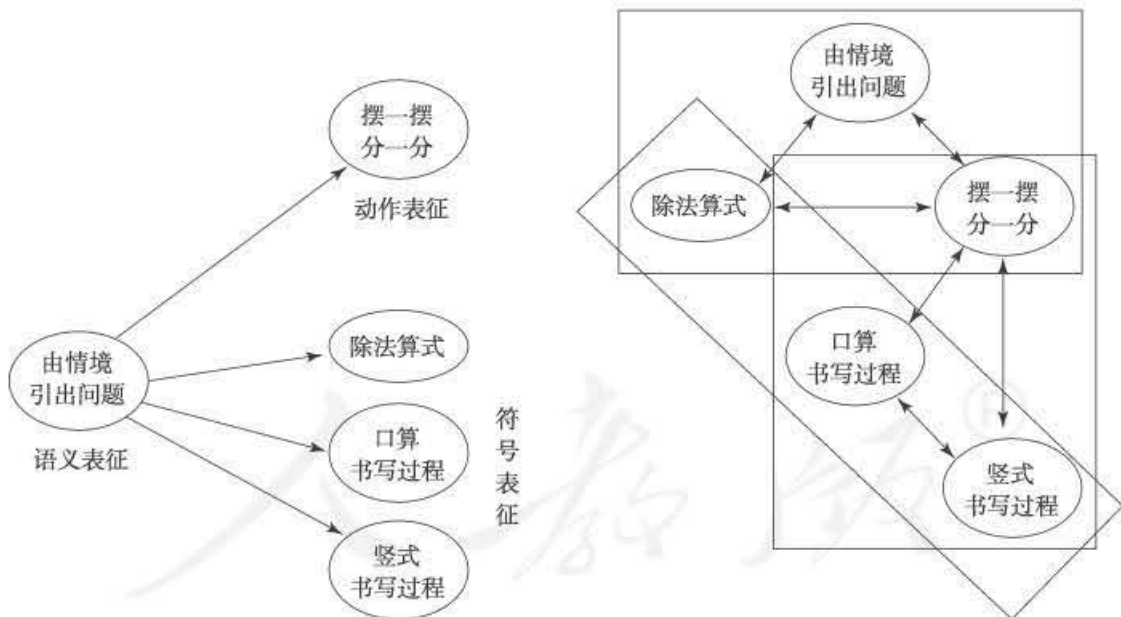 摆一摆
分一分
动作表征
由情境
引出问题
语义表征
除法算式
口算
书写过程
竖式
书写过程
符号表征
由情境
引出问题
除法算式
摆一摆
分一分
口算
书写过程
竖式
书写过程
人教
R